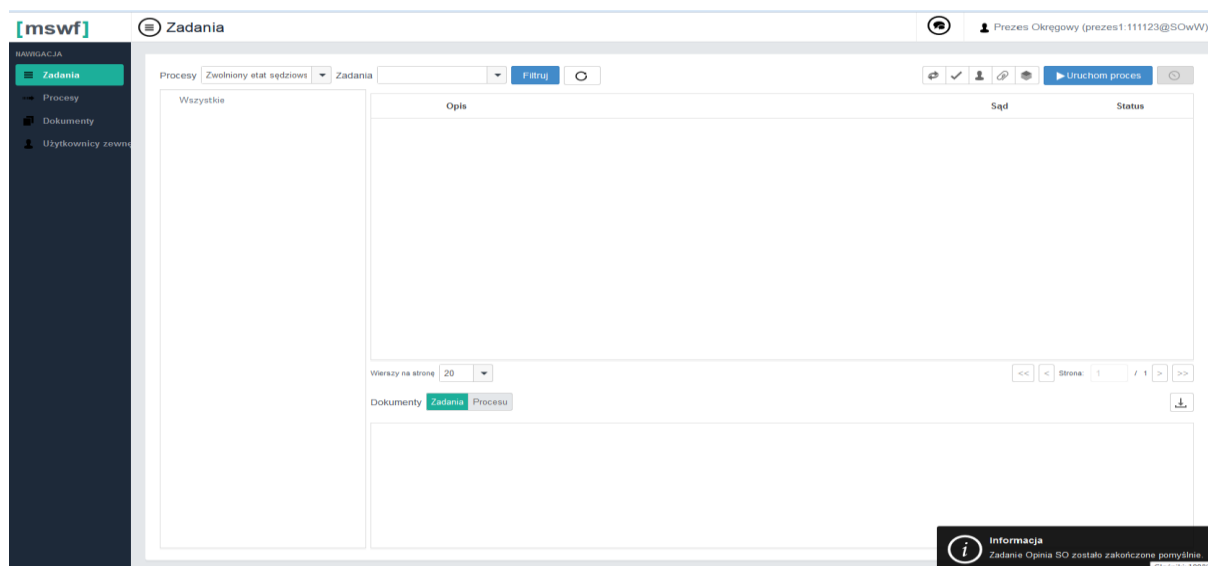 [mswf]
Zadania
Prezes Okręgowy (prezes1:111123@SOwW)
NAWIGACJA
Zadania
Procesy
Dokumenty
Użytkownicy zewnę
Procesy Zwolniony etat sędziows Zadania Filtruj
Uruchom proces
Wszystkie
Opis Sąd Status
Wierszy na stronę 20
<< < Strona: 1 / 1 > >>
Dokumenty Zadania Procesu
Informacja
Zadanie Opinia SO zostało zakończone pomyślnie.